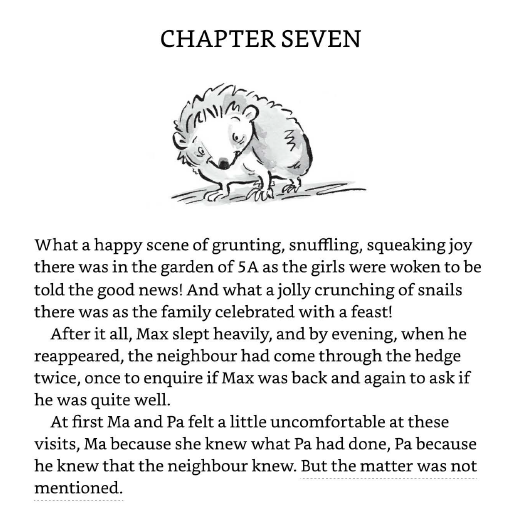 CHAPTER SEVEN
What a happy scene of grunting, snuffling, squeaking joy
there was in the garden of 5A as the girls were woken to be
told the good news! And what a jolly crunching of snails
there was as the family celebrated with a feast!
After it all, Max slept heavily, and by evening, when he
reappeared, the neighbour had come through the hedge
twice, once to enquire if Max was back and again to ask if
he was quite well.
At first Ma and Pa felt a little uncomfortable at these
visits, Ma because she knew what Pa had done, Pa because
he knew that the neighbour knew. But the matter was not
mentioned.